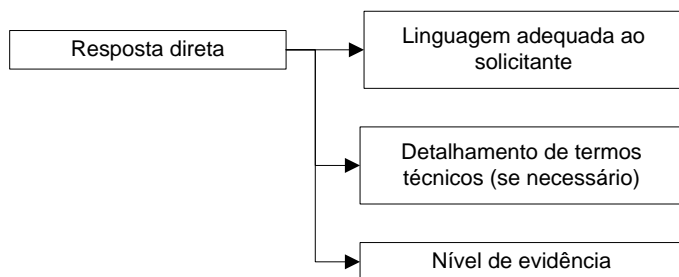 Resposta direta
Linguagem adequada ao
solicitante
Detalhamento de termos
técnicos (se necessário)
Nível de evidência